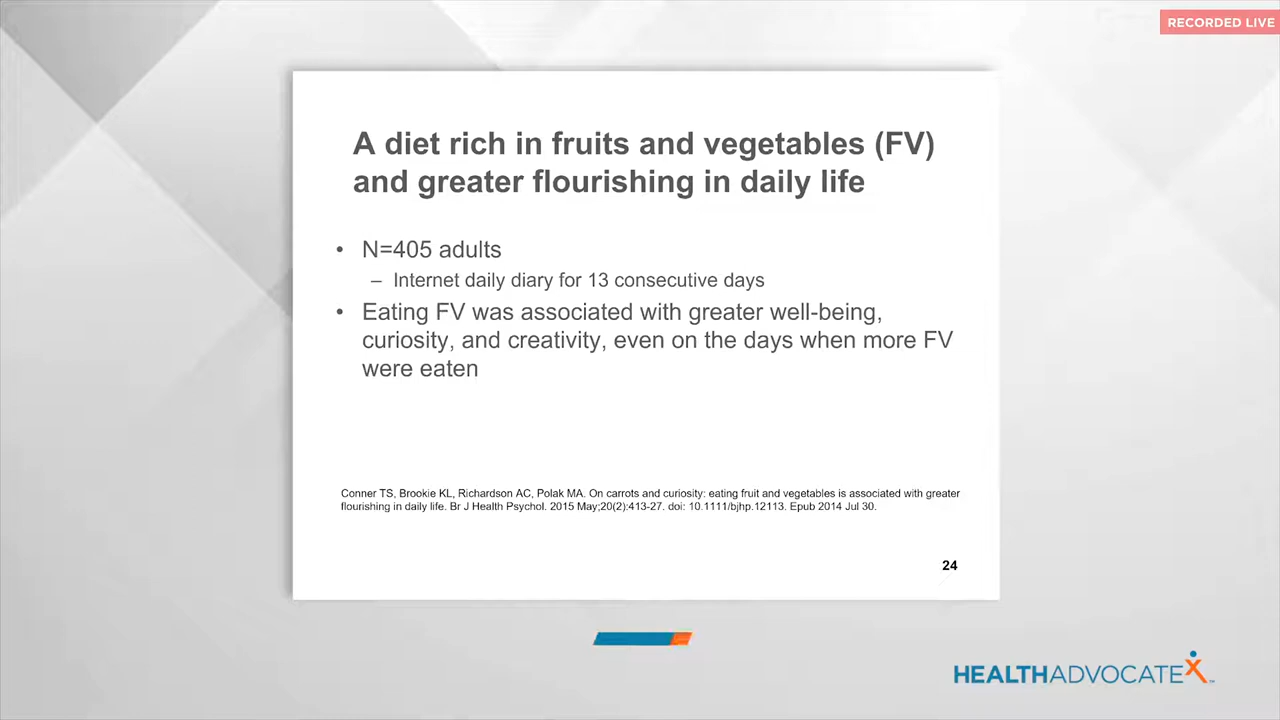 RECORDED LIVE
A diet rich in fruits and vegetables (FV)
and greater flourishing in daily life
• N=405 adults
– Internet daily diary for 13 consecutive days
• Eating FV was associated with greater well-being,
curiosity, and creativity, even on the days when more FV
were eaten
Conner TS, Brookie KL, Richardson AC, Polak MA. On carrots and curiosity: eating fruit and vegetables is associated with greater
flourishing in daily life. Br J Health Psychol. 2015 May;20(2):413-27. doi: 10.1111/bjhp.12113. Epub 2014 Jul 30.
24
HEALTHADVOCATEX™